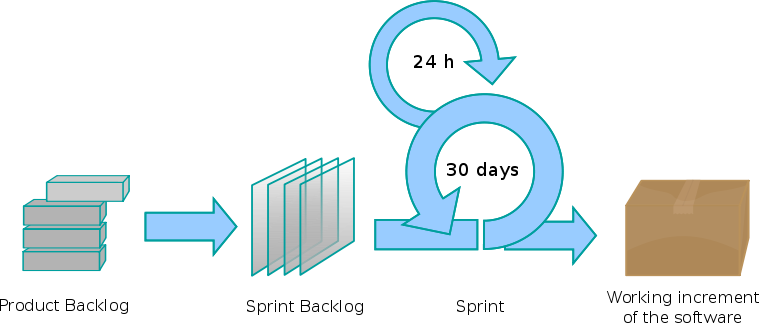 24 h
30 days
Product Backlog
Sprint Backlog
Sprint
Working increment
of the software